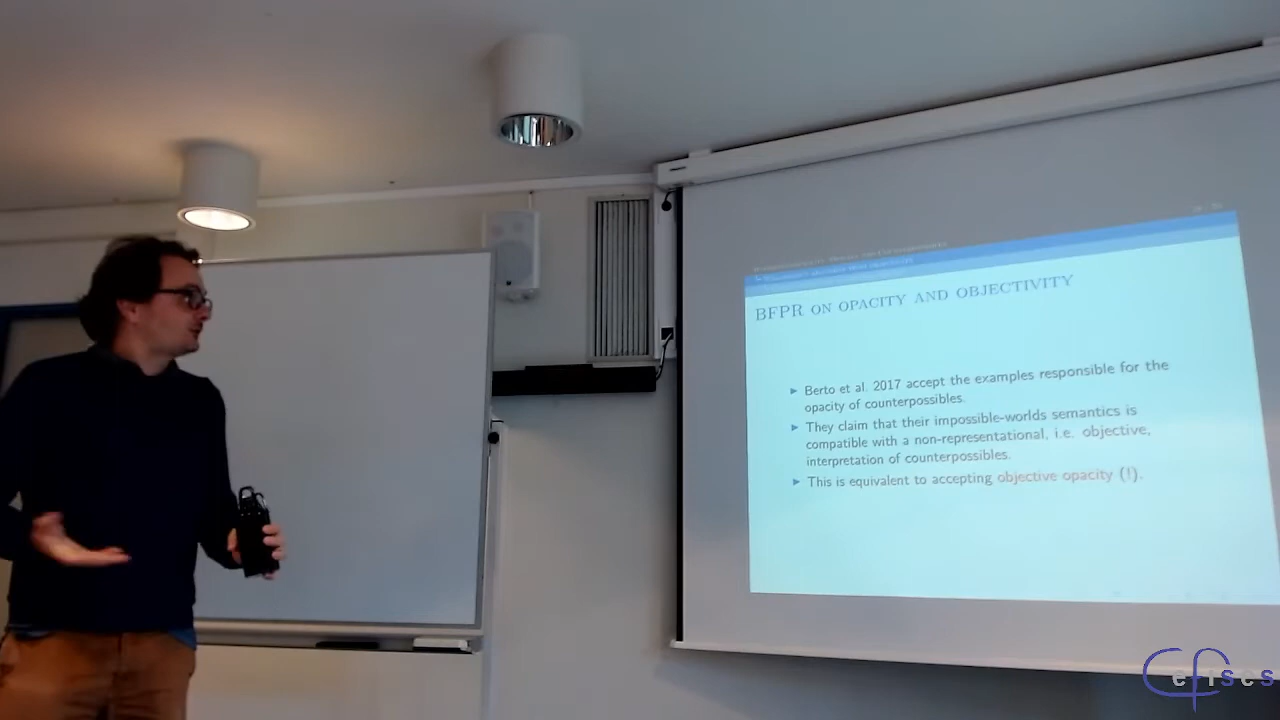 BFPR ON OPACITY AND OBJECTIVITY
► Berto et al. 2017 accept the examples responsible for the
opacity of counterpossibles.
► They claim that their impossible-worlds semantics is
compatible with a non-representational, i.e. objective,
interpretation of counterpossibles.
► This is equivalent to accepting objective opacity (!).
Cefises